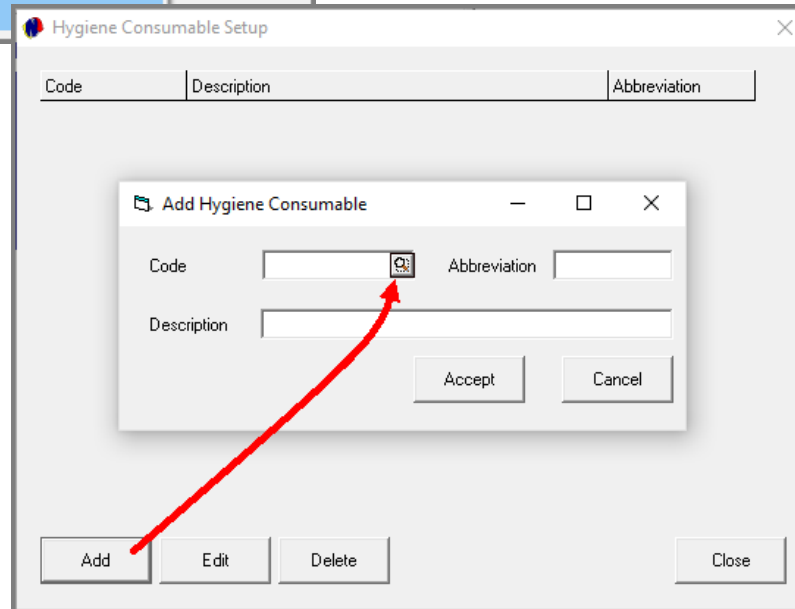 Hygiene Consumable Setup
Code Description Abbreviation
Add Hygiene Consumable
Code Abbreviation
Description
Accept Cancel
Add Edit Delete Close